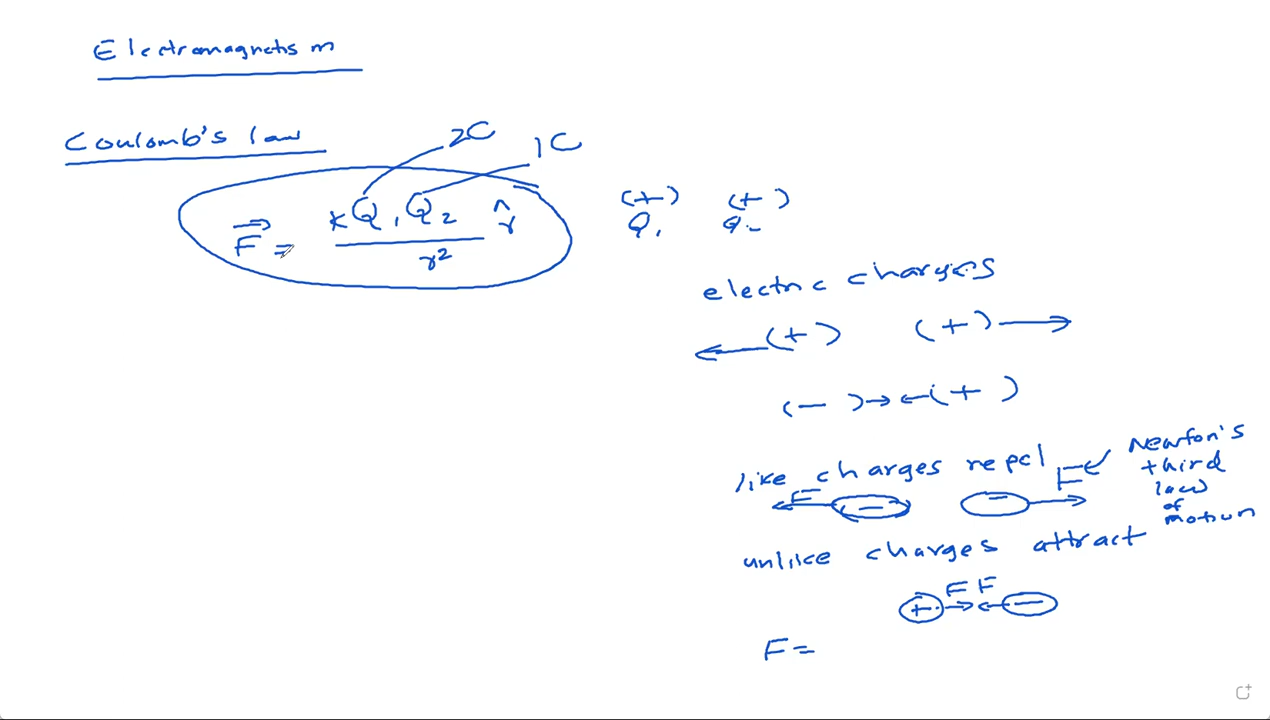 Electromagnetism
Coulomb's law
2C
1C
F = kQ1Q2 r̂
r²
(+) (+)
Q1 Q2
electric charges
(+) (+)
(-) (+)
like charges repel
F F
- -
Newton's
third
law
of
motion
unlike charges attract
F F
+ -
F =